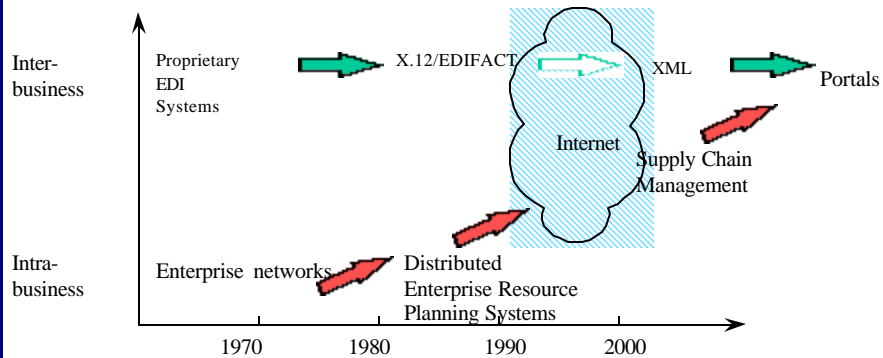 Inter-
business
Proprietary
EDI
Systems
X.12/EDIFACT
XML
Portals
Internet
Supply Chain
Management
Intra-
business
Enterprise networks
Distributed
Enterprise Resource
Planning Systems
1970
1980
1990
2000